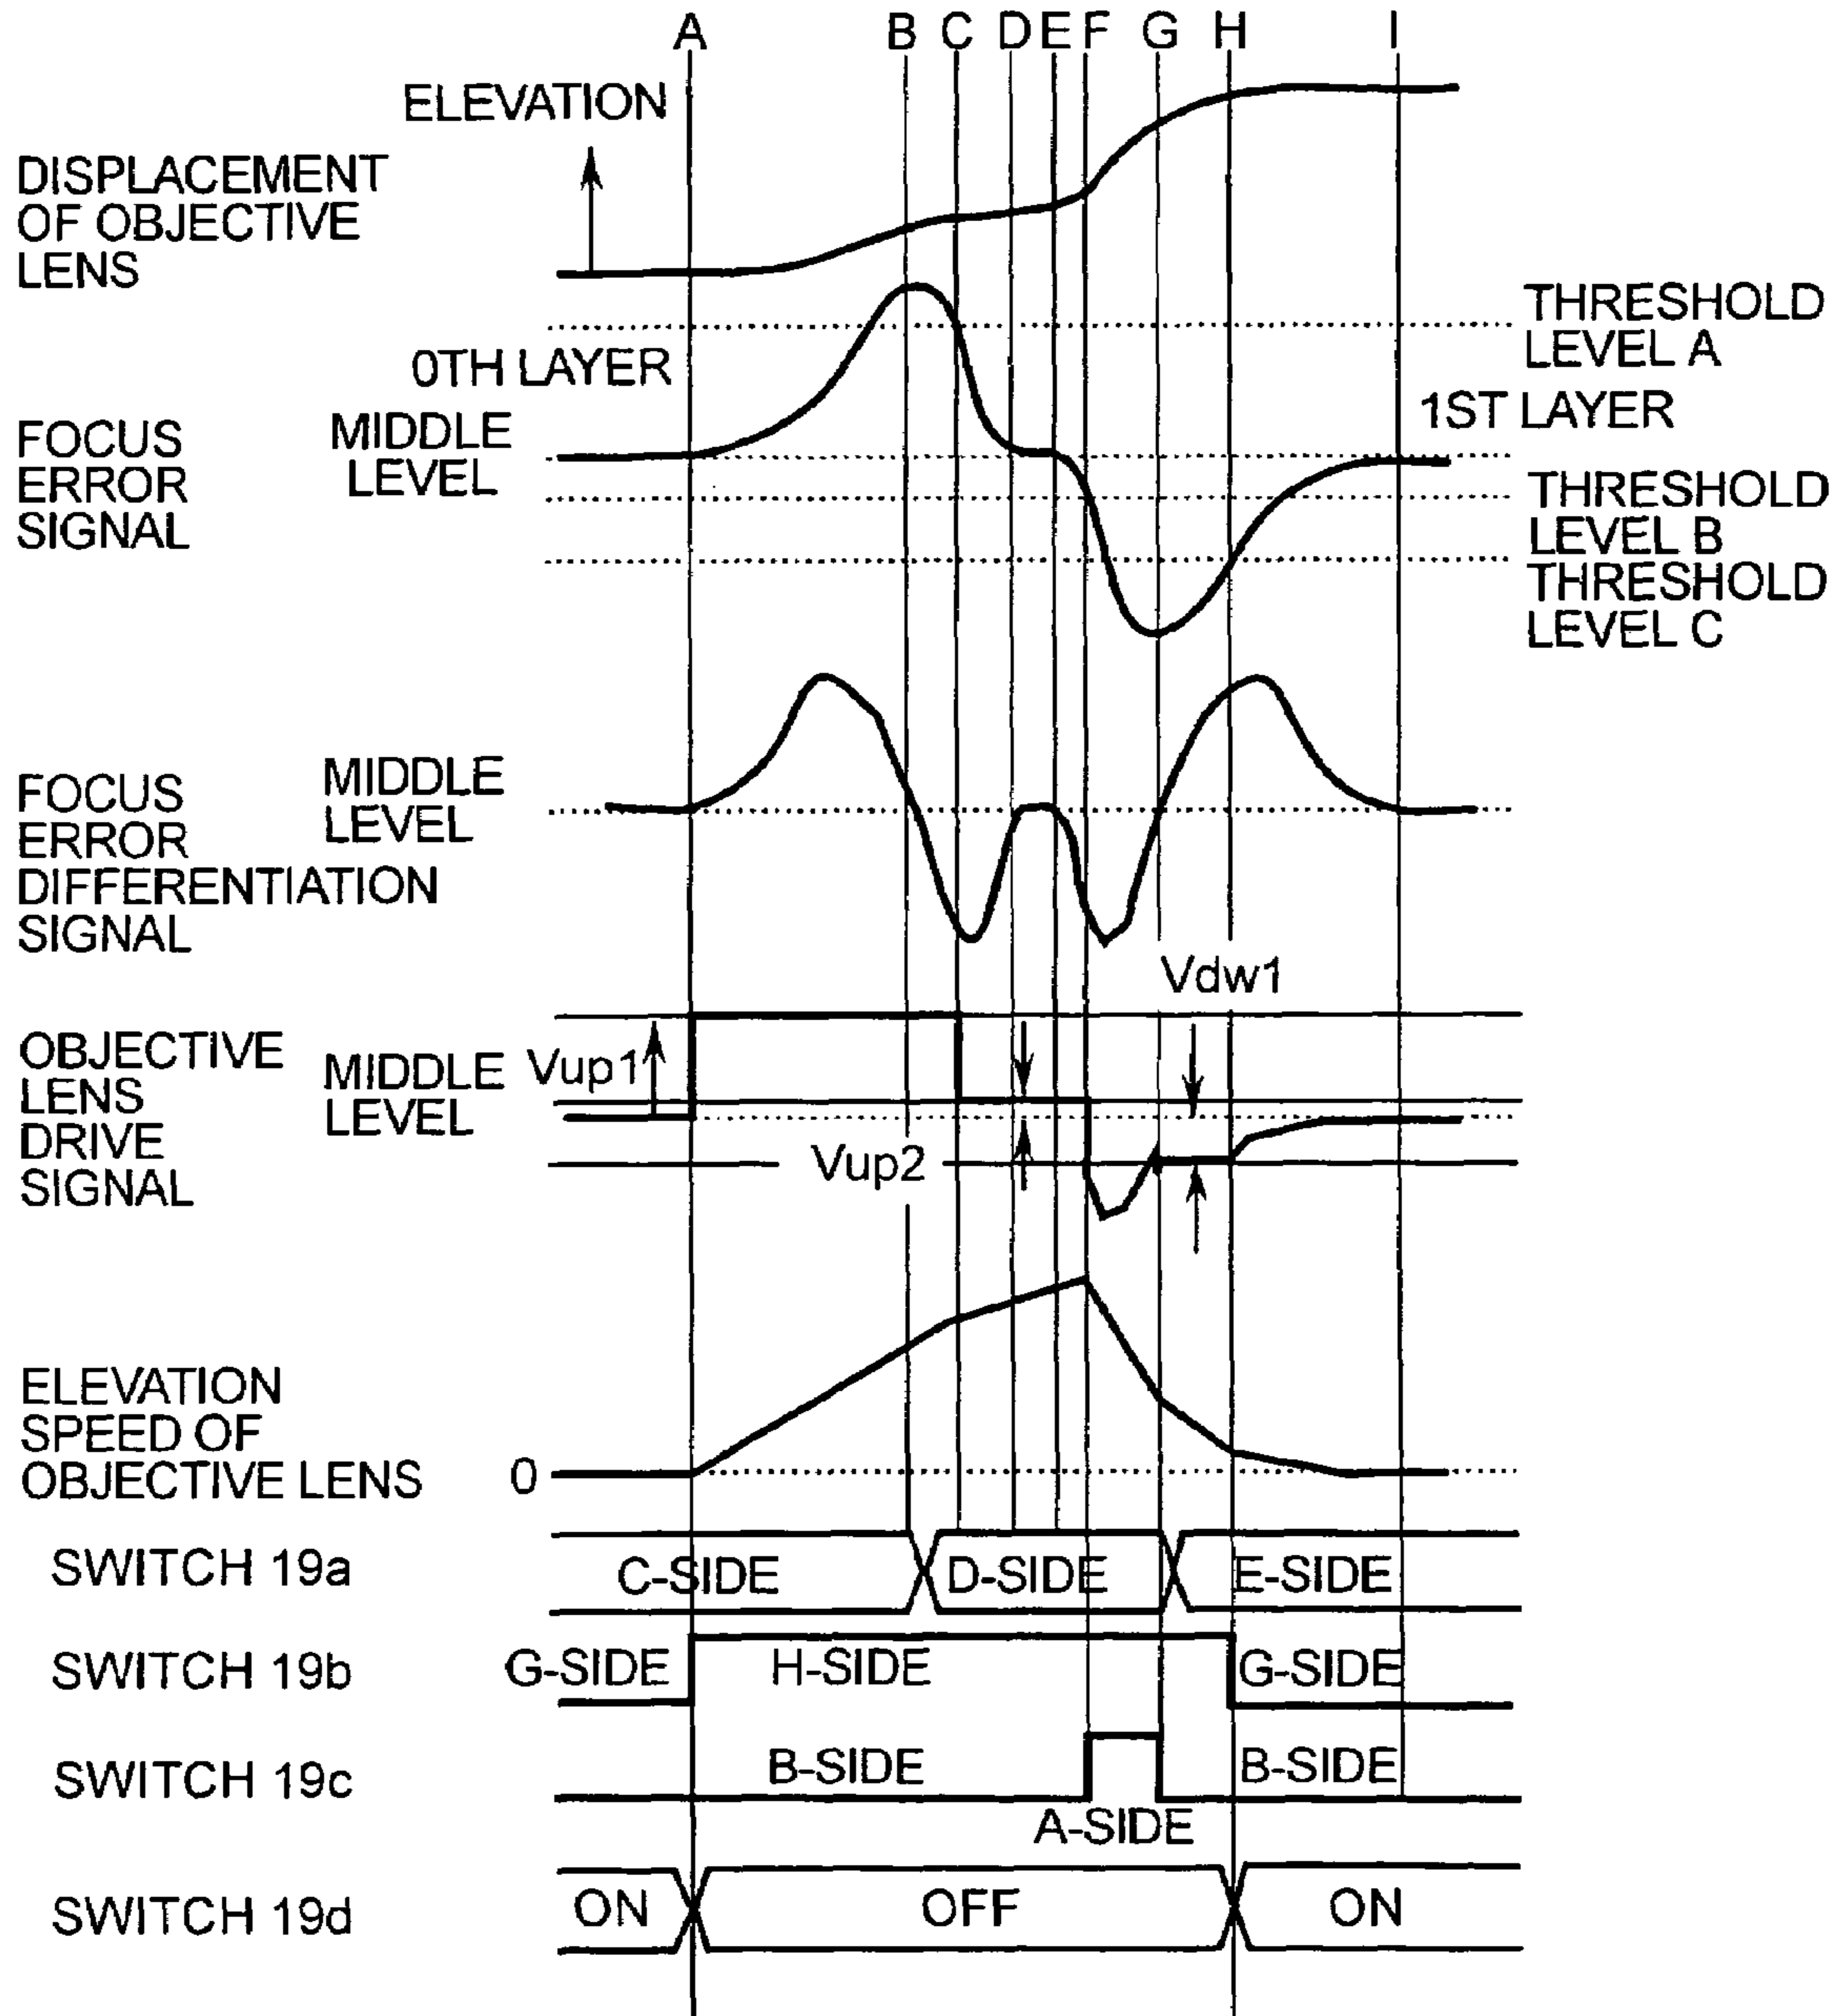 A B C D E F G H I
ELEVATION
DISPLACEMENT
OF OBJECTIVE
LENS
THRESHOLD
LEVEL A
0TH LAYER
1ST LAYER
FOCUS
ERROR
SIGNAL
MIDDLE
LEVEL
THRESHOLD
LEVEL B
THRESHOLD
LEVEL C
FOCUS
ERROR
DIFFERENTIATION
SIGNAL
MIDDLE
LEVEL
Vdw1
OBJECTIVE
LENS
DRIVE
SIGNAL
MIDDLE
LEVEL
Vup1
Vup2
ELEVATION
SPEED OF
OBJECTIVE LENS
0
SWITCH 19a
C-SIDE D-SIDE E-SIDE
SWITCH 19b
G-SIDE H-SIDE G-SIDE
SWITCH 19c
B-SIDE B-SIDE
A-SIDE
SWITCH 19d
ON OFF ON